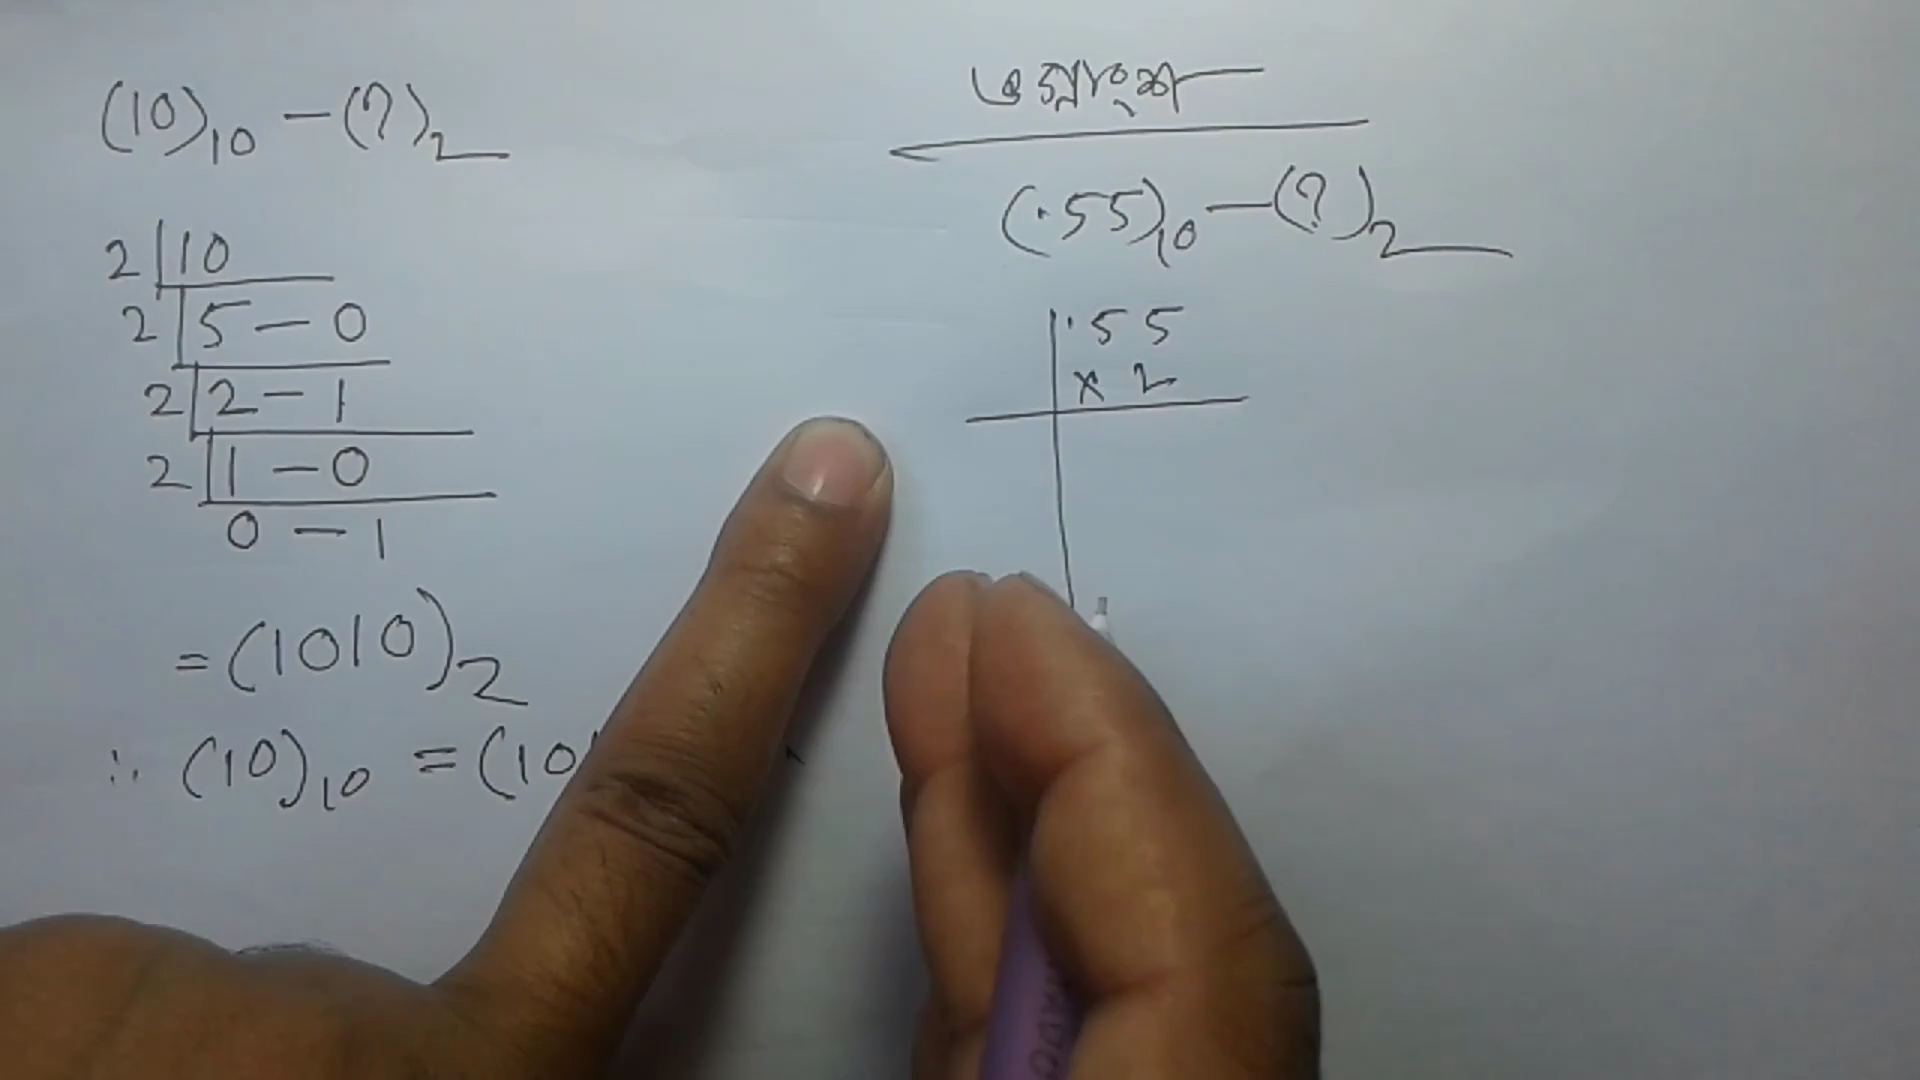 (10)10 — (?)2
2 | 10
2 | 5 — 0
2 | 2 — 1
2 | 1 — 0
0 — 1
= (1010)2
∴ (10)10 = (10
ভগ্নাংশ
(.55)10 — (?)2
.55
× 2